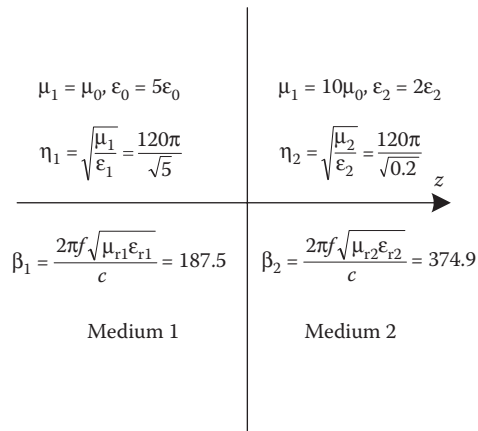 μ₁ = μ₀, ε₀ = 5ε₀
μ₁ = 10μ₀, ε₂ = 2ε₂
η₁ = √(μ₁/ε₁) = 120π/√5
η₂ = √(μ₂/ε₂) = 120π/√0.2
z
β₁ = 2πf√(μᵣ₁εᵣ₁)/c = 187.5
β₂ = 2πf√(μᵣ₂εᵣ₂)/c = 374.9
Medium 1
Medium 2